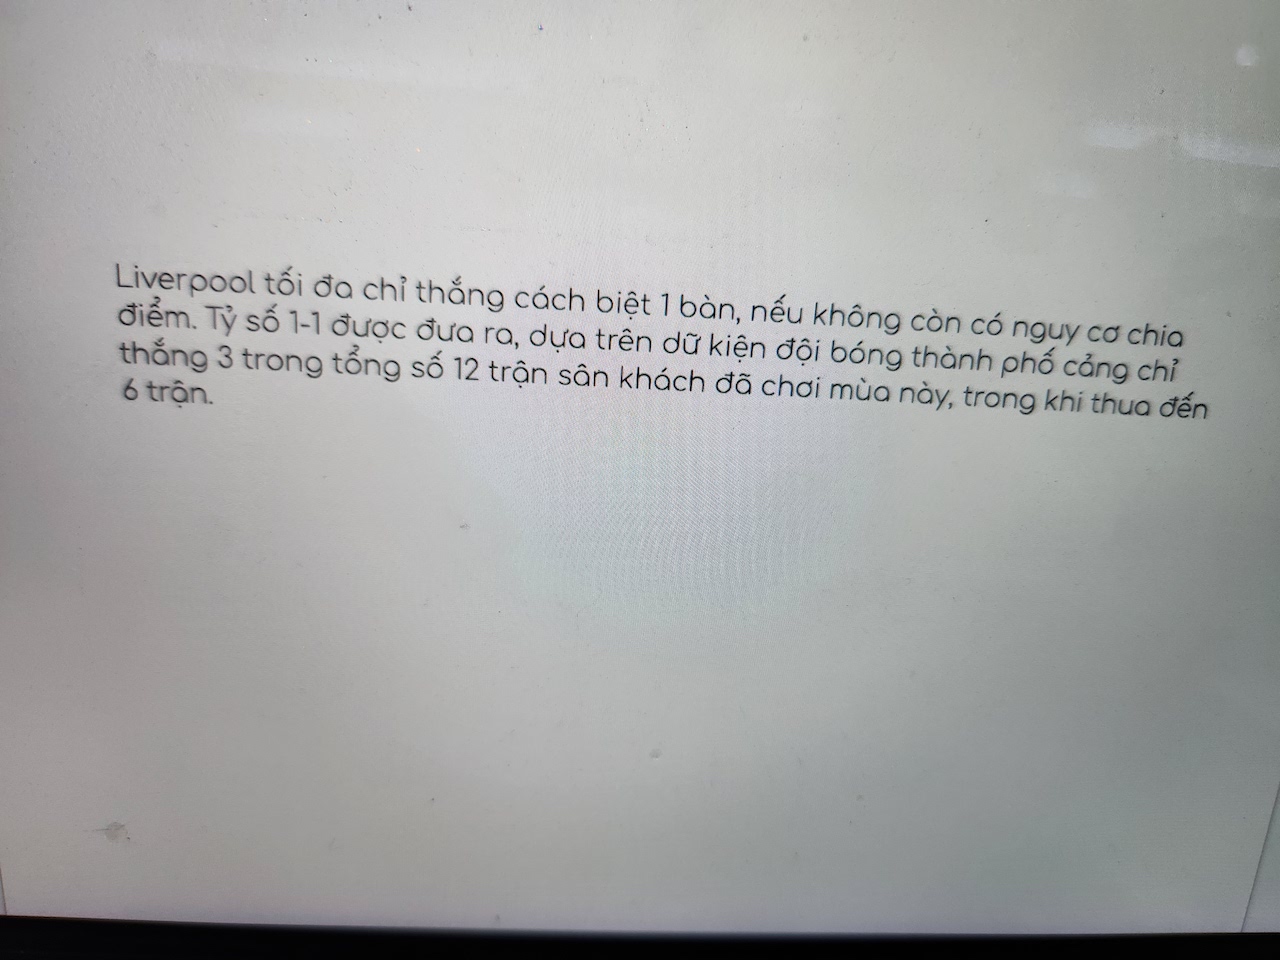 Liverpool tối đa chỉ thắng cách biệt 1 bàn, nếu không còn có nguy cơ chia
điểm. Tỷ số 1-1 được đưa ra, dựa trên dữ kiện đội bóng thành phố cảng chỉ
thắng 3 trong tổng số 12 trận sân khách đã chơi mùa này, trong khi thua đến
6 trận.